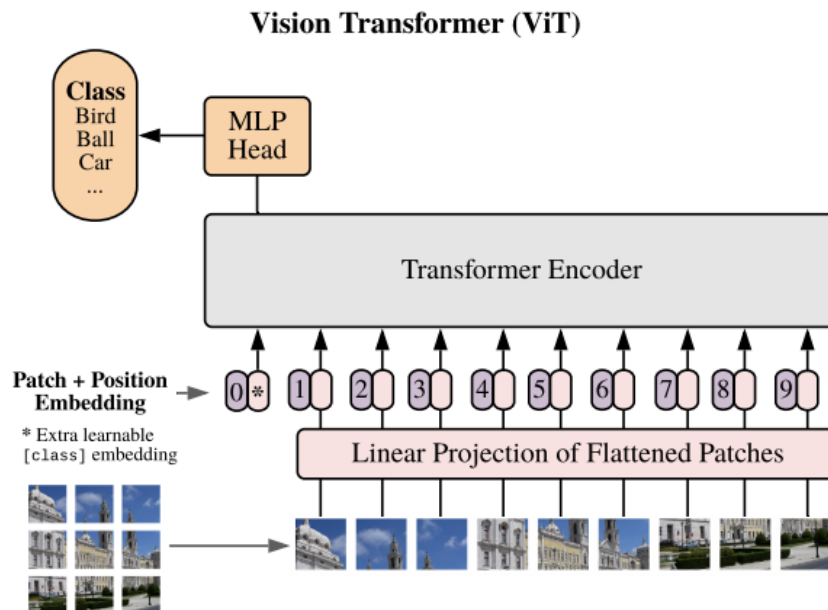 Vision Transformer (ViT)
Class
Bird
Ball
Car
...
MLP
Head
Transformer Encoder
Patch + Position
Embedding
0 * 1 2 3 4 5 6 7 8 9
* Extra learnable
[class] embedding
Linear Projection of Flattened Patches